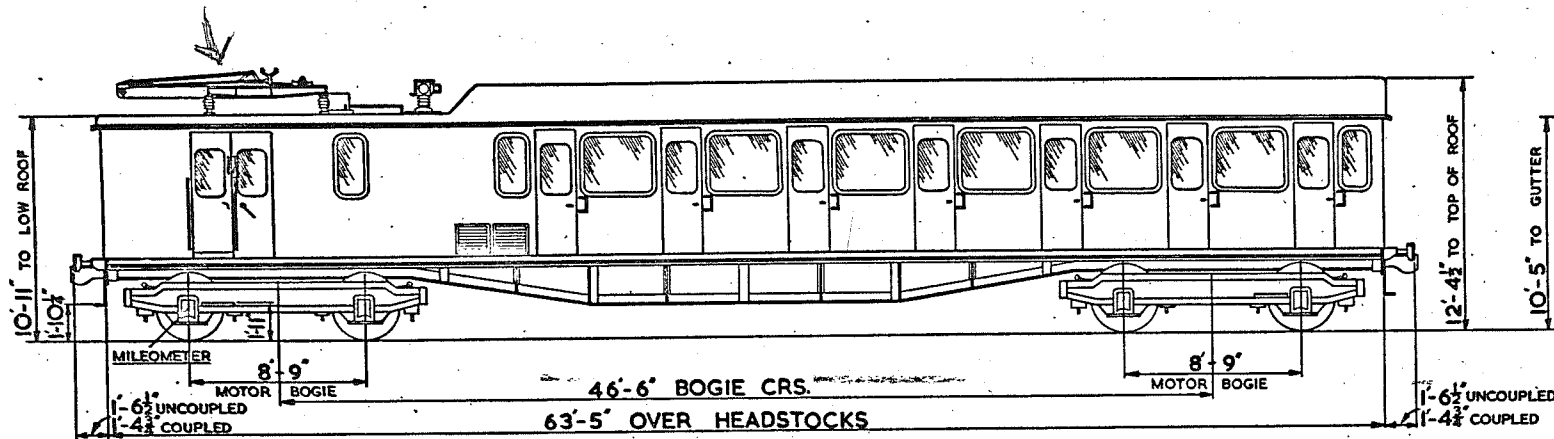 10'-11" TO LOW ROOF
1'-10¼"
1'-11"
MILEOMETER
8'-9"
MOTOR BOGIE
46'-6" BOGIE CRS.
63'-5" OVER HEADSTOCKS
1'-6½" UNCOUPLED
1'-4¾" COUPLED
8'-9"
MOTOR BOGIE
12'-4½" TO TOP OF ROOF
10'-5" TO GUTTER
1'-6½" UNCOUPLED
1'-4¾" COUPLED